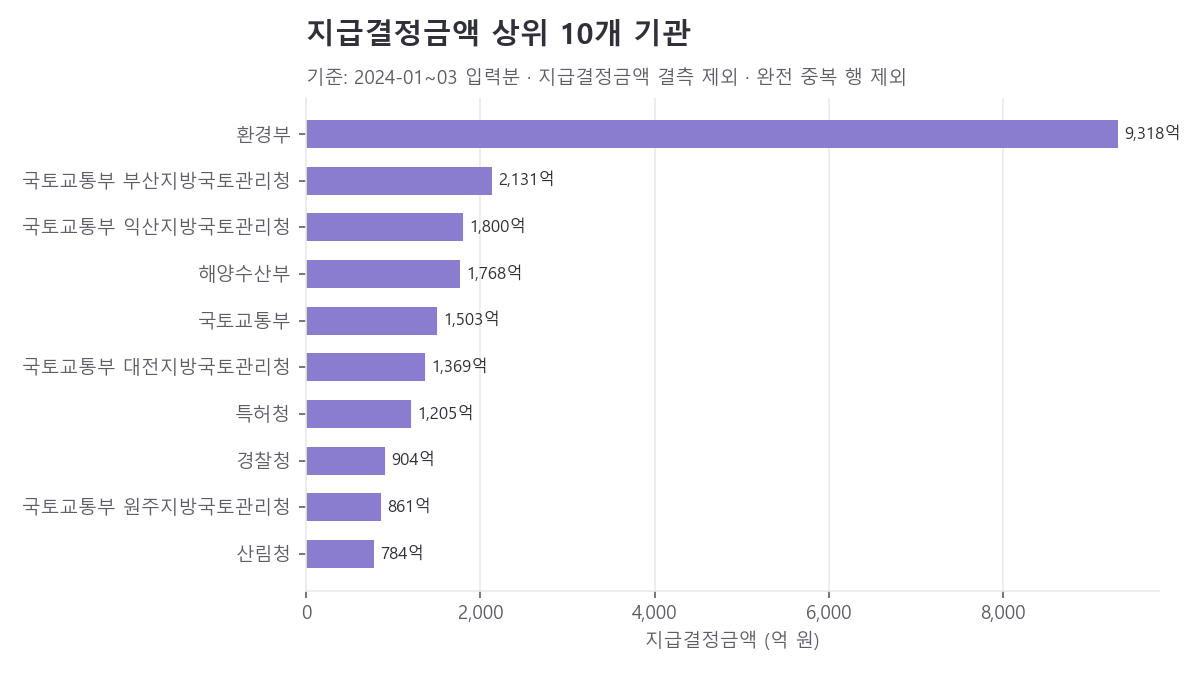 지급결정금액 상위 10개 기관
기준: 2024-01~03 입력분 · 지급결정금액 결측 제외 · 완전 중복 행 제외
환경부 9,318억
국토교통부 부산지방국토관리청 2,131억
국토교통부 익산지방국토관리청 1,800억
해양수산부 1,768억
국토교통부 1,503억
국토교통부 대전지방국토관리청 1,369억
특허청 1,205억
경찰청 904억
국토교통부 원주지방국토관리청 861억
산림청 784억
0 2,000 4,000 6,000 8,000
지급결정금액 (억 원)